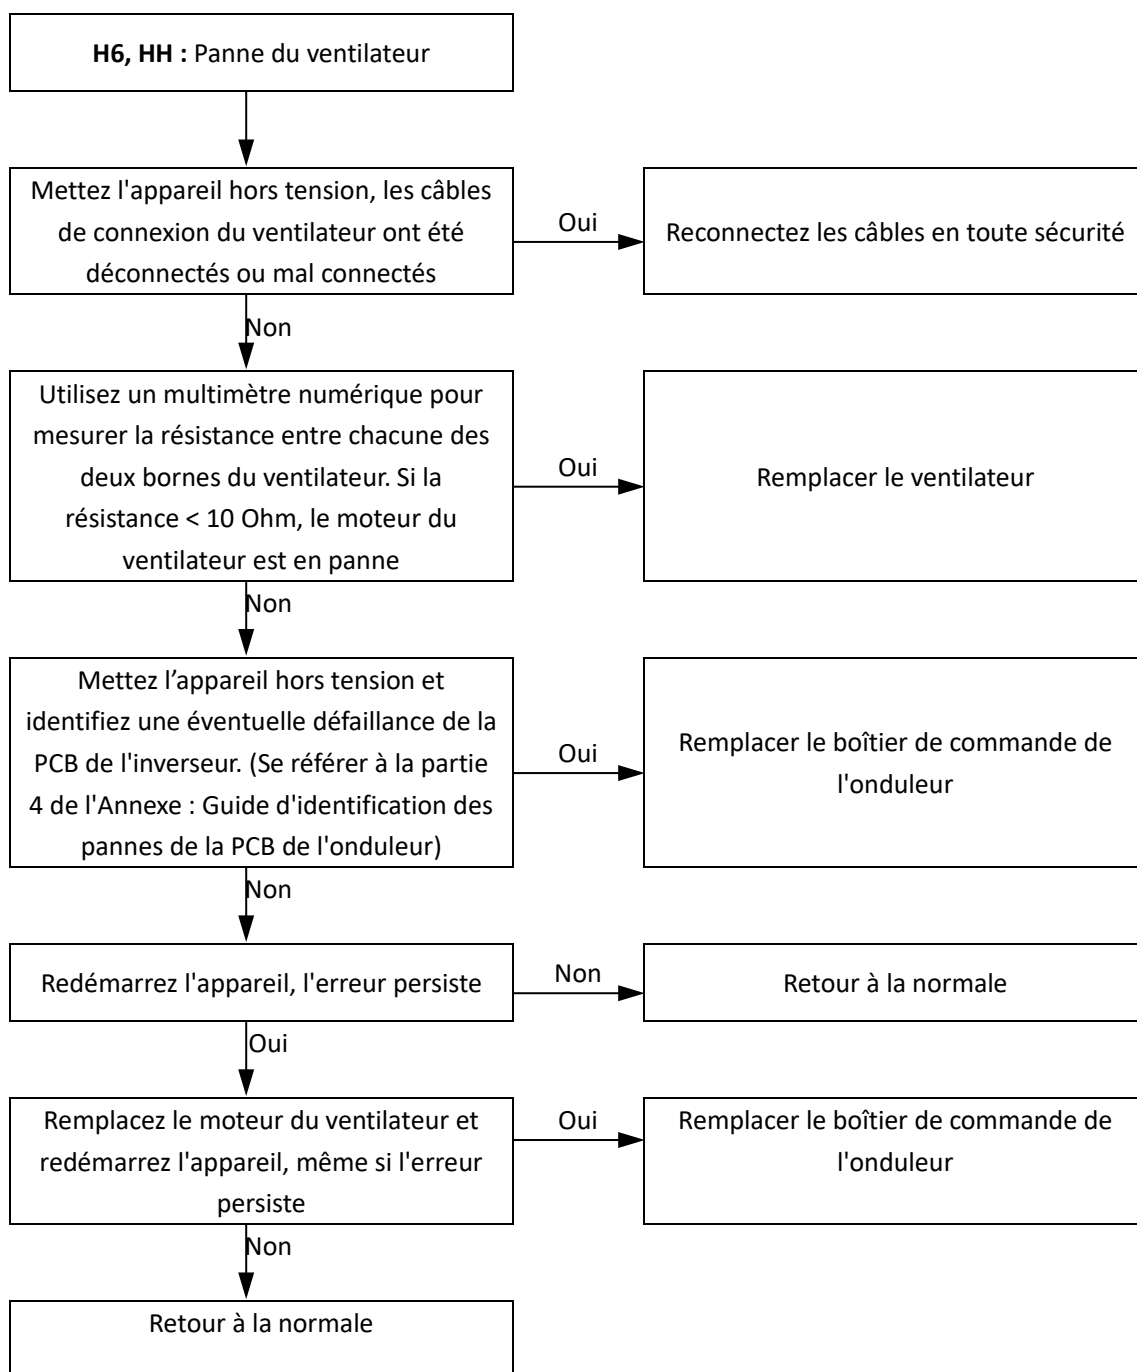 H6, HH : Panne du ventilateur
Mettez l'appareil hors tension, les câbles
de connexion du ventilateur ont été
déconnectés ou mal connectés
Oui
Reconnectez les câbles en toute sécurité
Non
Utilisez un multimètre numérique pour
mesurer la résistance entre chacune des
deux bornes du ventilateur. Si la
résistance < 10 Ohm, le moteur du
ventilateur est en panne
Oui
Remplacer le ventilateur
Non
Mettez l’appareil hors tension et
identifiez une éventuelle défaillance de la
PCB de l'inverseur. (Se référer à la partie
4 de l'Annexe : Guide d'identification des
pannes de la PCB de l'onduleur)
Oui
Remplacer le boîtier de commande de
l'onduleur
Non
Redémarrez l'appareil, l'erreur persiste
Non
Retour à la normale
Oui
Remplacez le moteur du ventilateur et
redémarrez l'appareil, même si l'erreur
persiste
Oui
Remplacer le boîtier de commande de
l'onduleur
Non
Retour à la normale